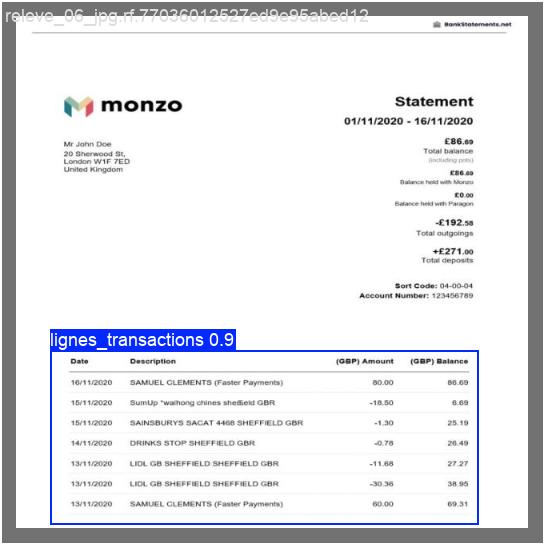 releve_06_jpg.rf.77036012527ed9e95abed12
BankStatements.net
monzo
Statement
01/11/2020 - 16/11/2020
£86.69
Total balance
(including pots)
£86.69
Balance held with Monzo
£0.00
Balance held with Paragon
-£192.58
Total outgoings
+£271.00
Total deposits
Mr John Doe
20 Sherwood St,
London W1F 7ED
United Kingdom
Sort Code: 04-00-04
Account Number: 123456789
lignes_transactions 0.9
Date Description (GBP) Amount (GBP) Balance
16/11/2020 SAMUEL CLEMENTS (Faster Payments) 80.00 86.69
15/11/2020 SumUp *waihong chines sheffield GBR -18.50 6.69
15/11/2020 SAINSBURYS SACAT 4468 SHEFFIELD GBR -1.30 25.19
14/11/2020 DRINKS STOP SHEFFIELD GBR -0.78 26.49
13/11/2020 LIDL GB SHEFFIELD SHEFFIELD GBR -11.68 27.27
13/11/2020 LIDL GB SHEFFIELD SHEFFIELD GBR -30.36 38.95
13/11/2020 SAMUEL CLEMENTS (Faster Payments) 60.00 69.31